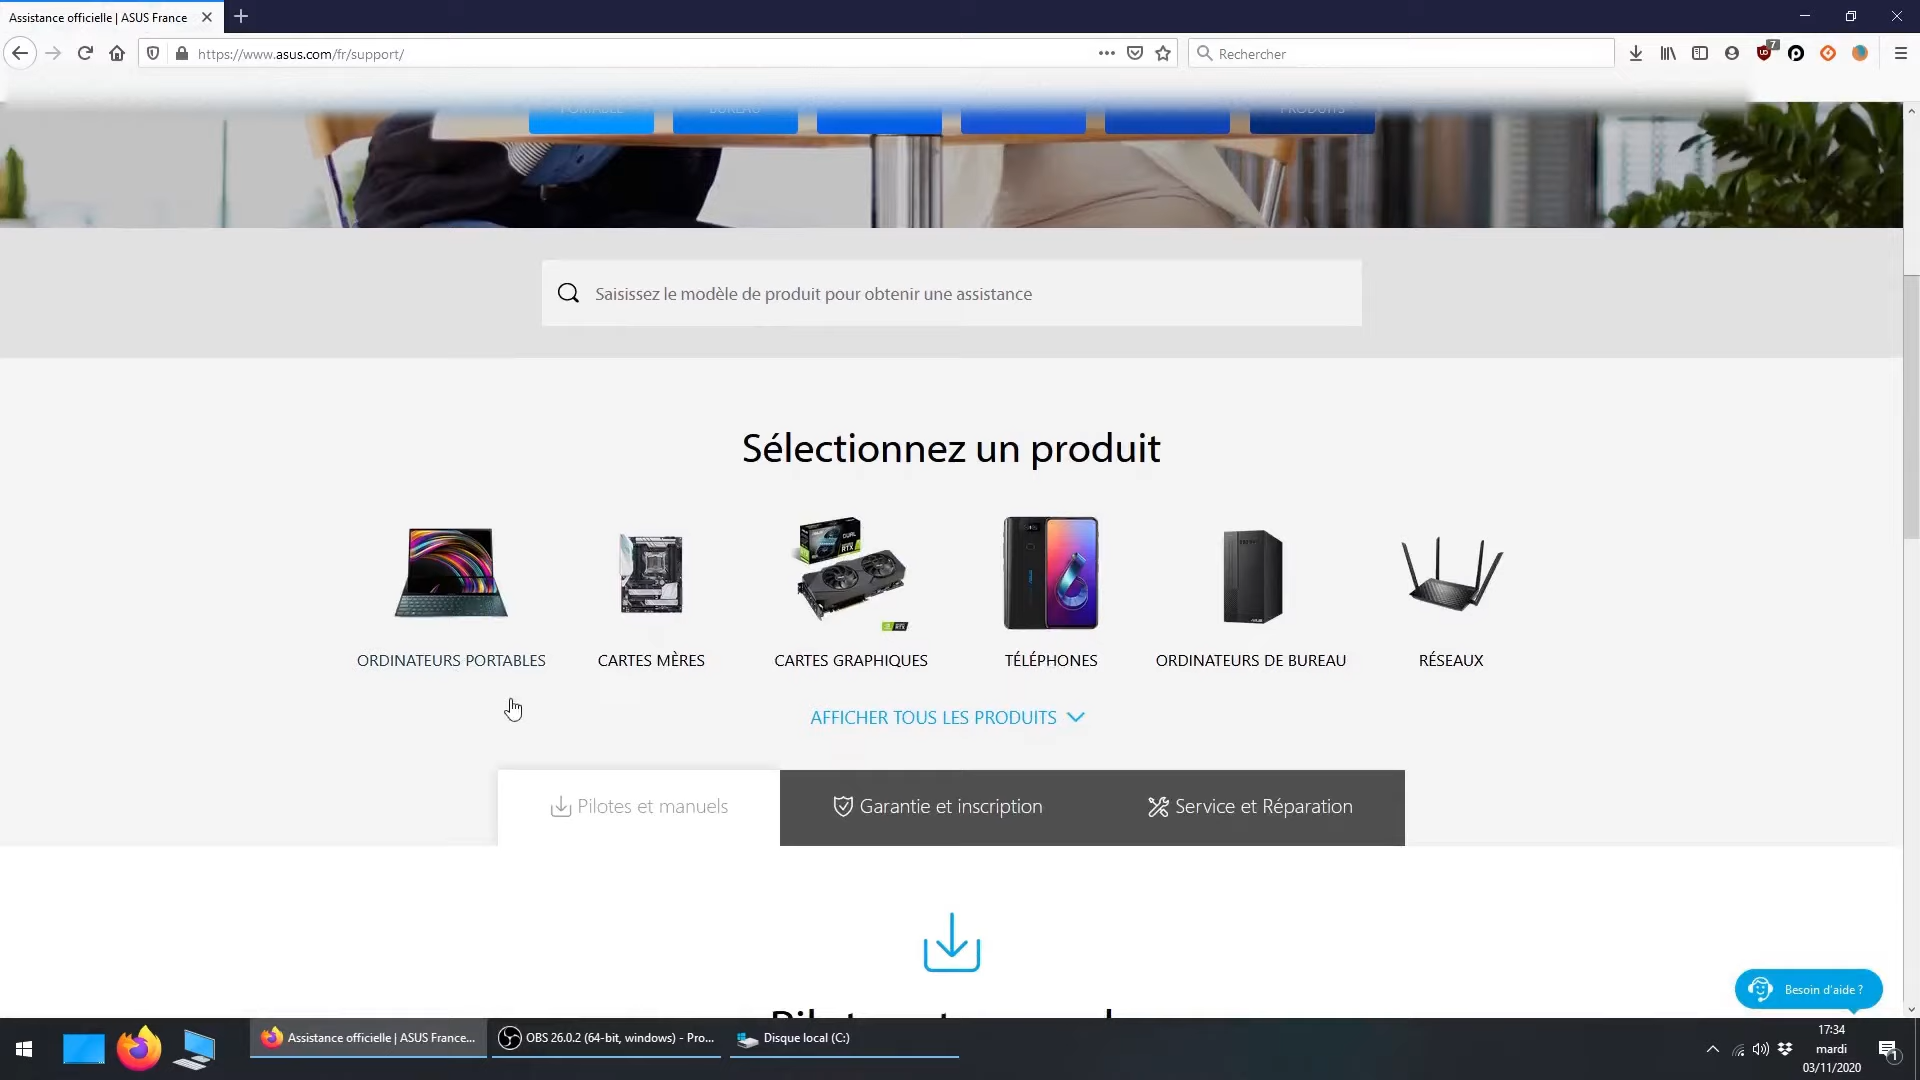 Assistance officielle | ASUS France
https://www.asus.com/fr/support/
Rechercher
7
PORTABLE
BUREAU
PRODUITS
Saisissez le modèle de produit pour obtenir une assistance
Sélectionnez un produit
ORDINATEURS PORTABLES
CARTES MÈRES
CARTES GRAPHIQUES
TÉLÉPHONES
ORDINATEURS DE BUREAU
RÉSEAUX
AFFICHER TOUS LES PRODUITS
Pilotes et manuels
Garantie et inscription
Service et Réparation
Besoin d'aide ?
Assistance officielle | ASUS France...
OBS 26.0.2 (64-bit, windows) - Pro...
Disque local (C:)
17:34
mardi
03/11/2020
1